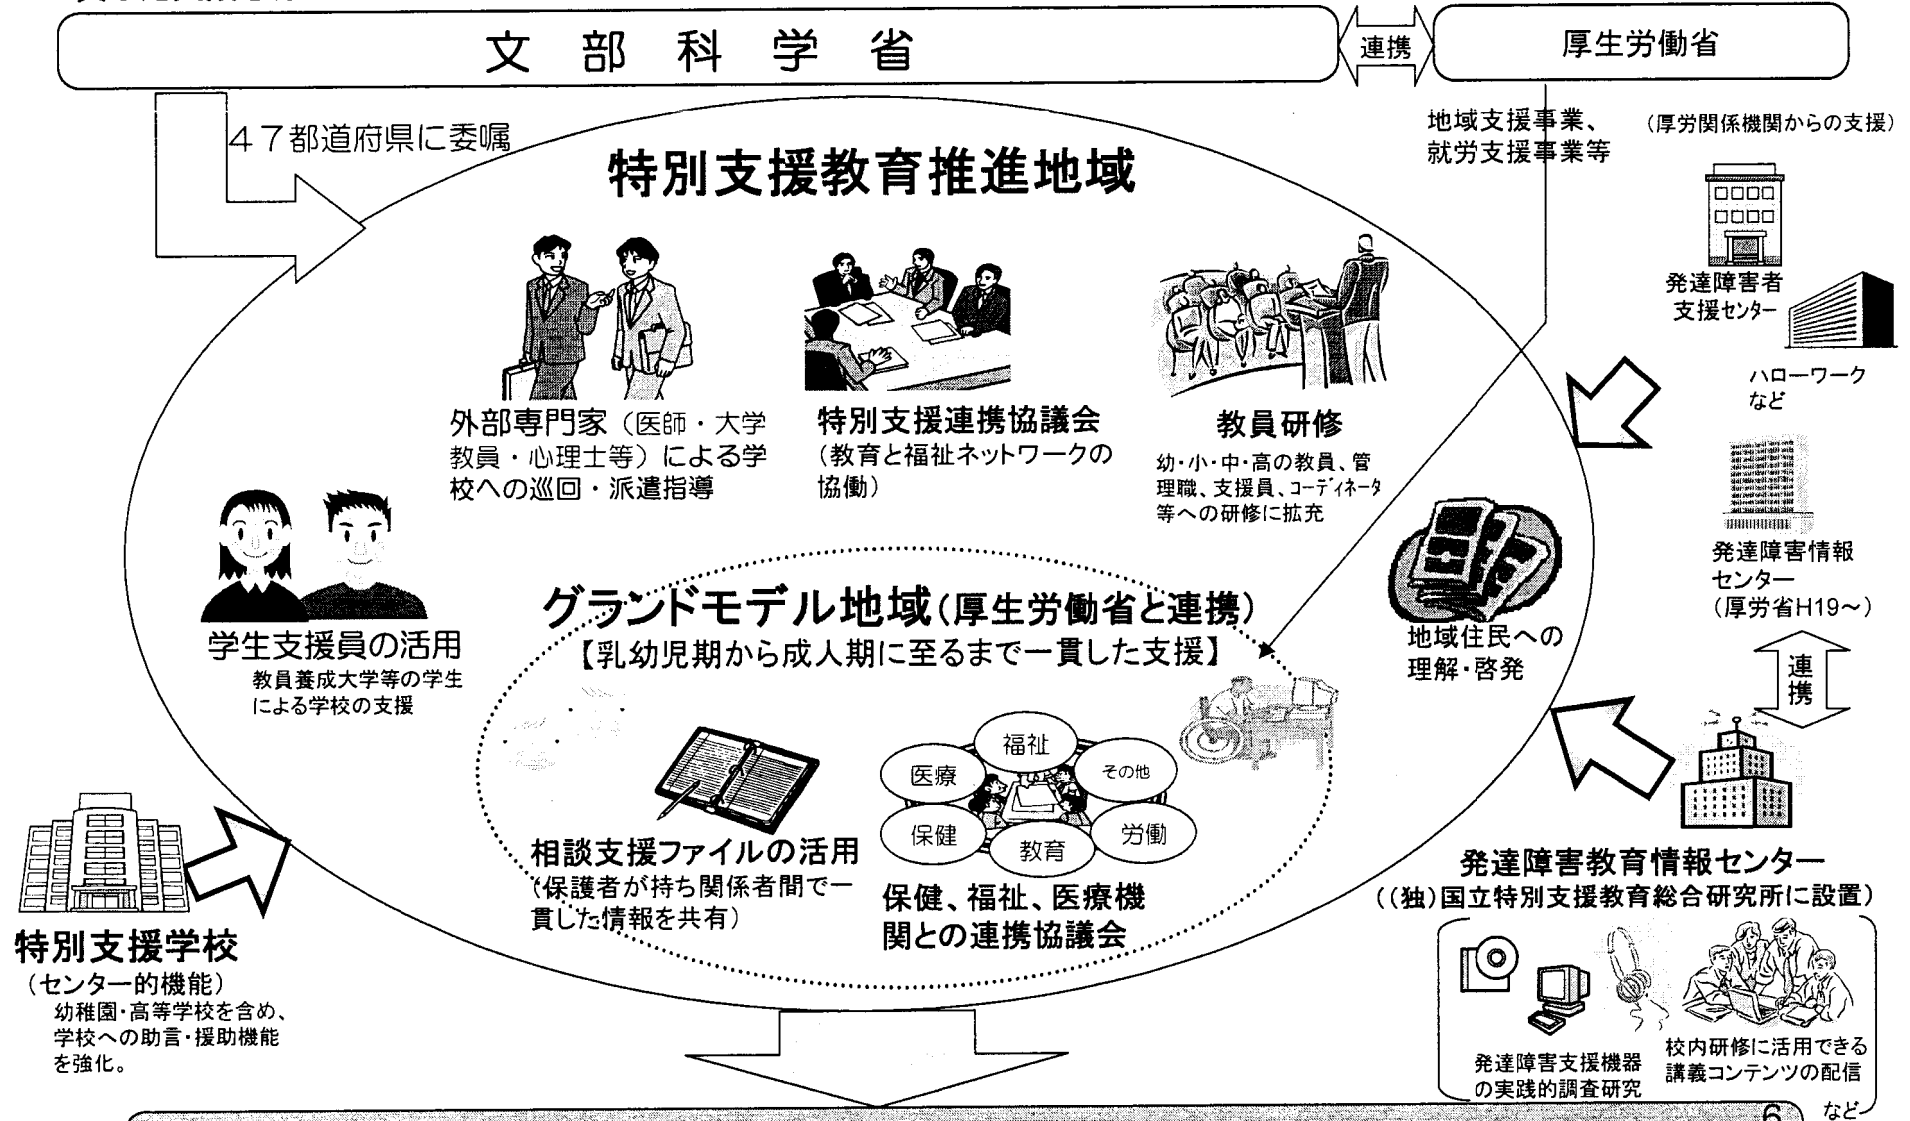 文部科学省
連携
厚生労働省
47都道府県に委嘱
地域支援事業、
就労支援事業等
(厚労関係機関からの支援)
特別支援教育推進地域
発達障害者
支援センター
ハローワーク
など
外部専門家(医師・大学
教員・心理士等)による学
校への巡回・派遣指導
特別支援連携協議会
(教育と福祉ネットワークの
協働)
教員研修
幼・小・中・高の教員、管
理職、支援員、コーディネータ
等への研修に拡充
発達障害情報
センター
(厚労省H19~)
学生支援員の活用
教員養成大学等の学生
による学校の支援
グランドモデル地域(厚生労働省と連携)
【乳幼児期から成人期に至るまで一貫した支援】
地域住民への
理解・啓発
連携
福祉
医療
その他
保健
教育
労働
相談支援ファイルの活用
(保護者が持ち関係者間で一
貫した情報を共有)
保健、福祉、医療機
関との連携協議会
特別支援学校
(センター的機能)
幼稚園・高等学校を含め、
学校への助言・援助機能
を強化。
発達障害教育情報センター
((独)国立特別支援教育総合研究所に設置)
発達障害支援機器
の実践的調査研究
校内研修に活用できる
講義コンテンツの配信
など
6